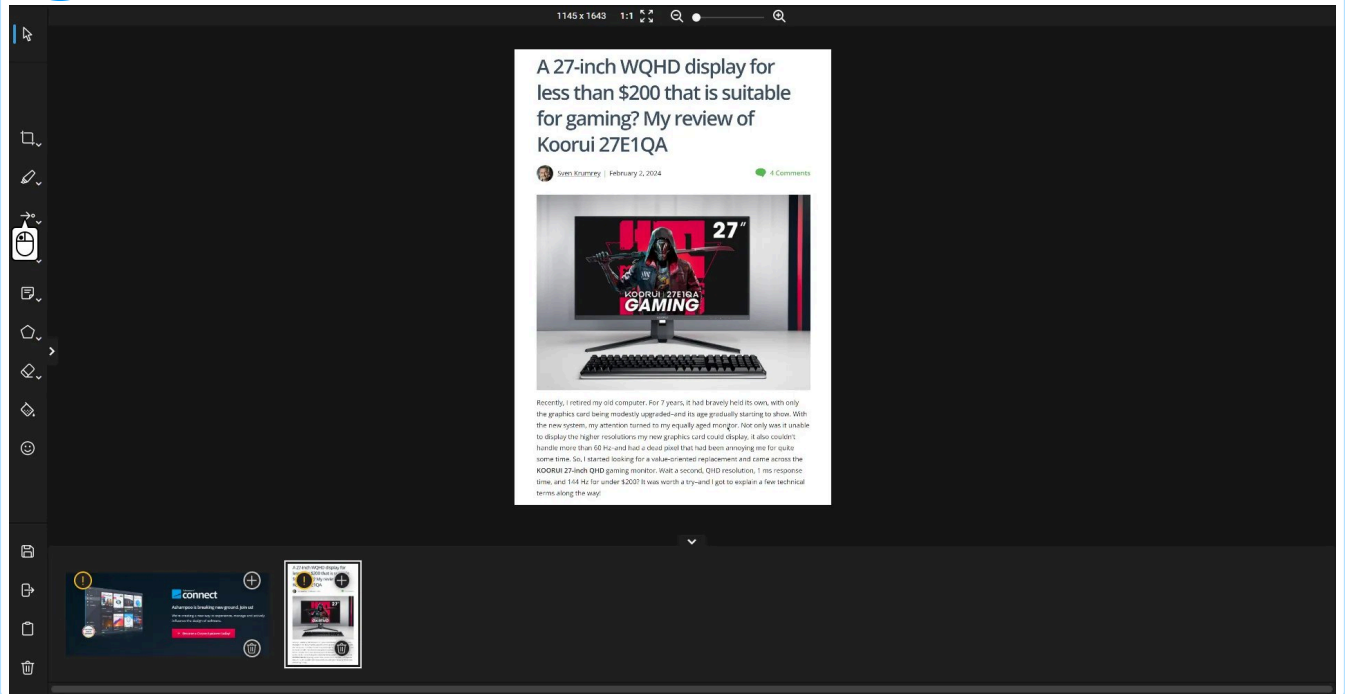 1145 x 1643 1:1
A 27-inch WQHD display for
less than $200 that is suitable
for gaming? My review of
Koorui 27E1QA
Sven Krumrey | February 2, 2024 4 Comments
27"
KOORUI 27E1QA
GAMING
Recently, I retired my old computer. For 7 years, it had bravely held its own, with only
the graphics card being modestly upgraded–and its age gradually starting to show. With
the new system, my attention turned to my equally aged monitor. Not only was it unable
to display the higher resolutions my new graphics card could display, it also couldn't
handle more than 60 Hz–and had a dead pixel that had been annoying me for quite
some time. So, I started looking for a value-oriented replacement and came across the
KOORUI 27-inch QHD gaming monitor. Wait a second, QHD resolution, 1 ms response
time, and 144 Hz for under $200? It was worth a try–and I got to explain a few technical
terms along the way!
connect
Ashampoo is breaking new ground. Join us!
A 27-inch WQHD display for
27"
GAMING